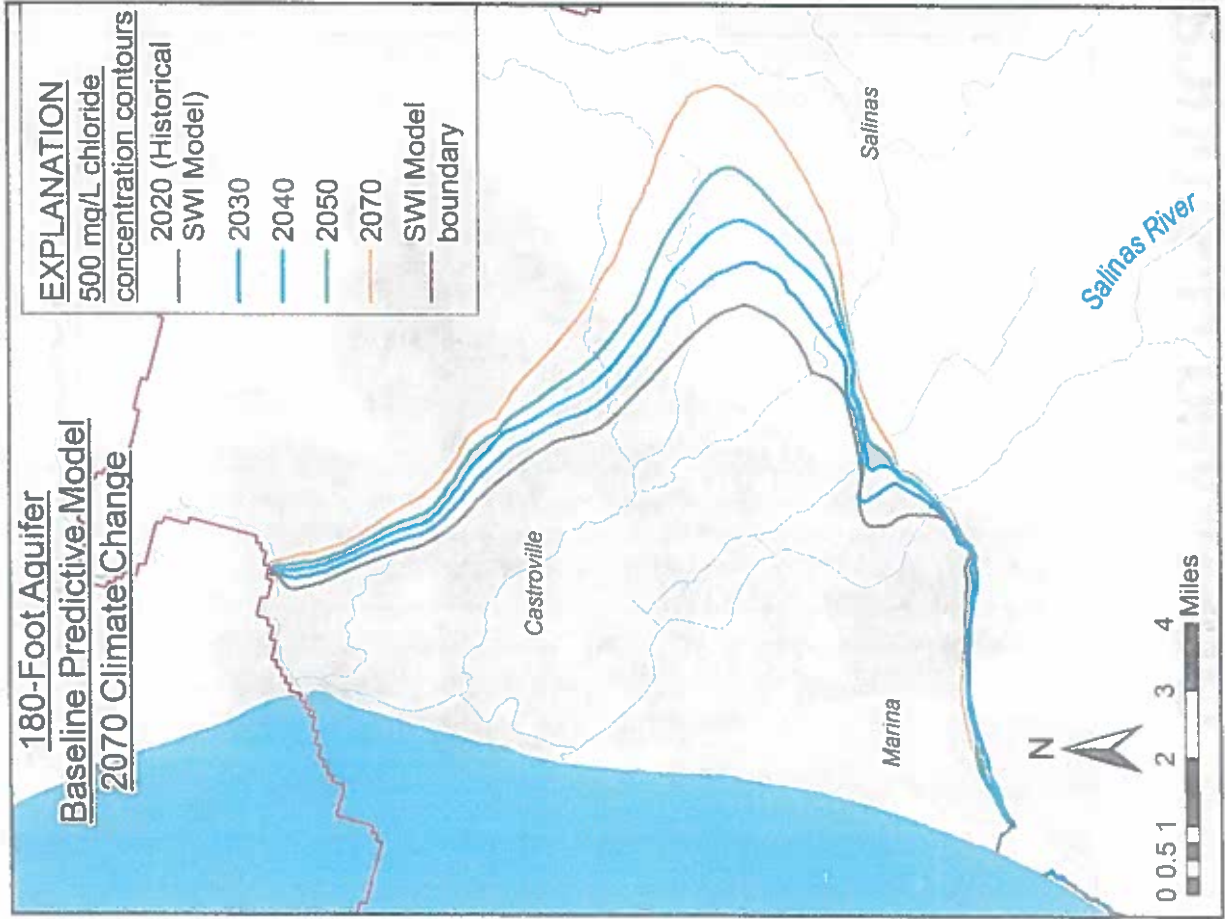 180-Foot Aquifer
Baseline Predictive Model
2070 Climate Change
EXPLANATION
500 mg/L chloride
concentration contours
2020 (Historical
SWI Model)
2030
2040
2050
2070
SWI Model
boundary
Castroville
Salinas
Marina
Salinas River
N
0 0.5 1 2 3 4
Miles